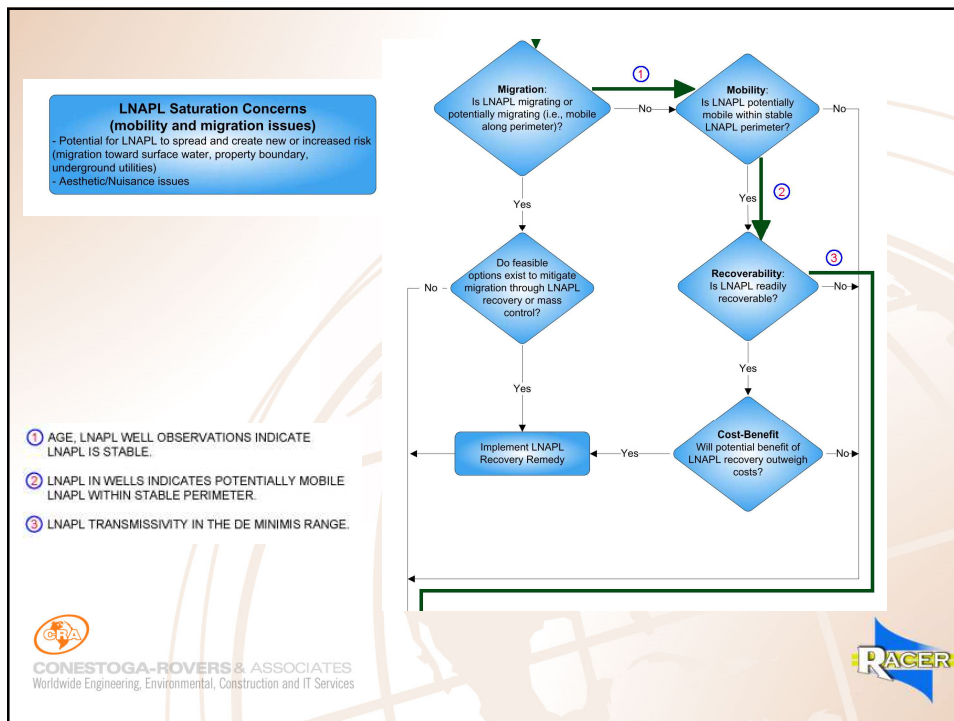 LNAPL Saturation Concerns
(mobility and migration issues)
- Potential for LNAPL to spread and create new or increased risk
(migration toward surface water, property boundary,
underground utilities)
- Aesthetic/Nuisance issues
Migration:
Is LNAPL migrating or
potentially migrating (i.e., mobile
along perimeter)?
1
No
Mobility:
Is LNAPL potentially
mobile within stable
LNAPL perimeter?
No
Yes
Yes
2
Do feasible
options exist to mitigate
migration through LNAPL
recovery or mass
control?
No
Recoverability:
Is LNAPL readily
recoverable?
3
No
Yes
Yes
Implement LNAPL
Recovery Remedy
Yes
Cost-Benefit
Will potential benefit of
LNAPL recovery outweigh
costs?
No
1 AGE, LNAPL WELL OBSERVATIONS INDICATE
LNAPL IS STABLE.
2 LNAPL IN WELLS INDICATES POTENTIALLY MOBILE
LNAPL WITHIN STABLE PERIMETER.
3 LNAPL TRANSMISSIVITY IN THE DE MINIMIS RANGE.
CRA
CONESTOGA-ROVERS & ASSOCIATES
Worldwide Engineering, Environmental, Construction and IT Services
RACER